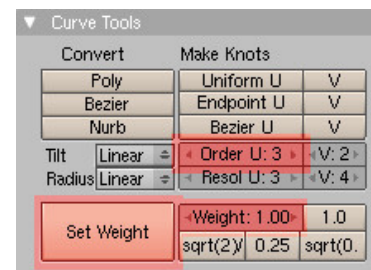 Curve Tools
Convert Make Knots
Poly Uniform U V
Bezier Endpoint U V
Nurb Bezier U V
Tilt Linear Order U: 3 V: 2
Radius Linear Resol U: 3 V: 4
Set Weight Weight: 1.00 1.0
sqrt(2)/ 0.25 sqrt(0.